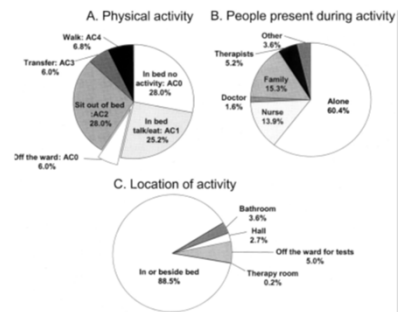 A. Physical activity
Walk: AC4
6.8%
Transfer: AC3
6.0%
In bed no
activity: AC0
28.0%
Sit out of bed
:AC2
28.0%
In bed
talk/eat: AC1
25.2%
Off the ward: AC0
6.0%
B. People present during activity
Other
3.6%
Therapists
5.2%
Family
15.3%
Doctor
1.6%
Nurse
13.9%
Alone
60.4%
C. Location of activity
Bathroom
3.6%
Hall
2.7%
Off the ward for tests
5.0%
Therapy room
0.2%
In or beside bed
88.5%